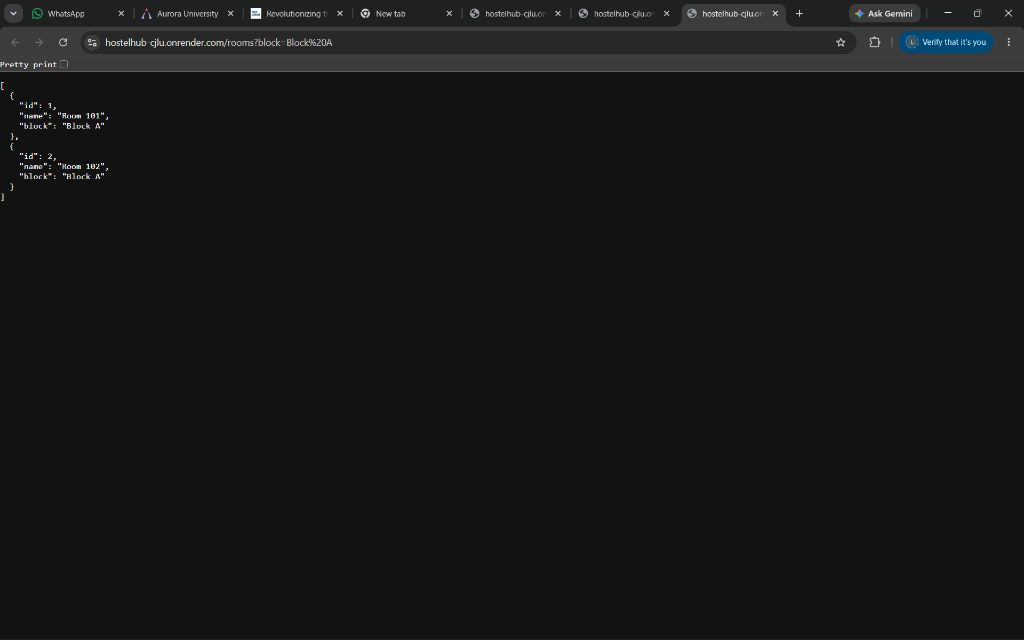 WhatsApp
Aurora University
Revolutionizing t
New tab
hostelhub-cjlu.or
hostelhub-cjlu.on
hostelhub-cjlu.on
Ask Gemini
hostelhub-cjlu.onrender.com/rooms?block=Block%20A
Verify that it's you
Pretty print
[
{
"id": 1,
"name": "Room 101",
"block": "Block A"
},
{
"id": 2,
"name": "Room 102",
"block": "Block A"
}
]